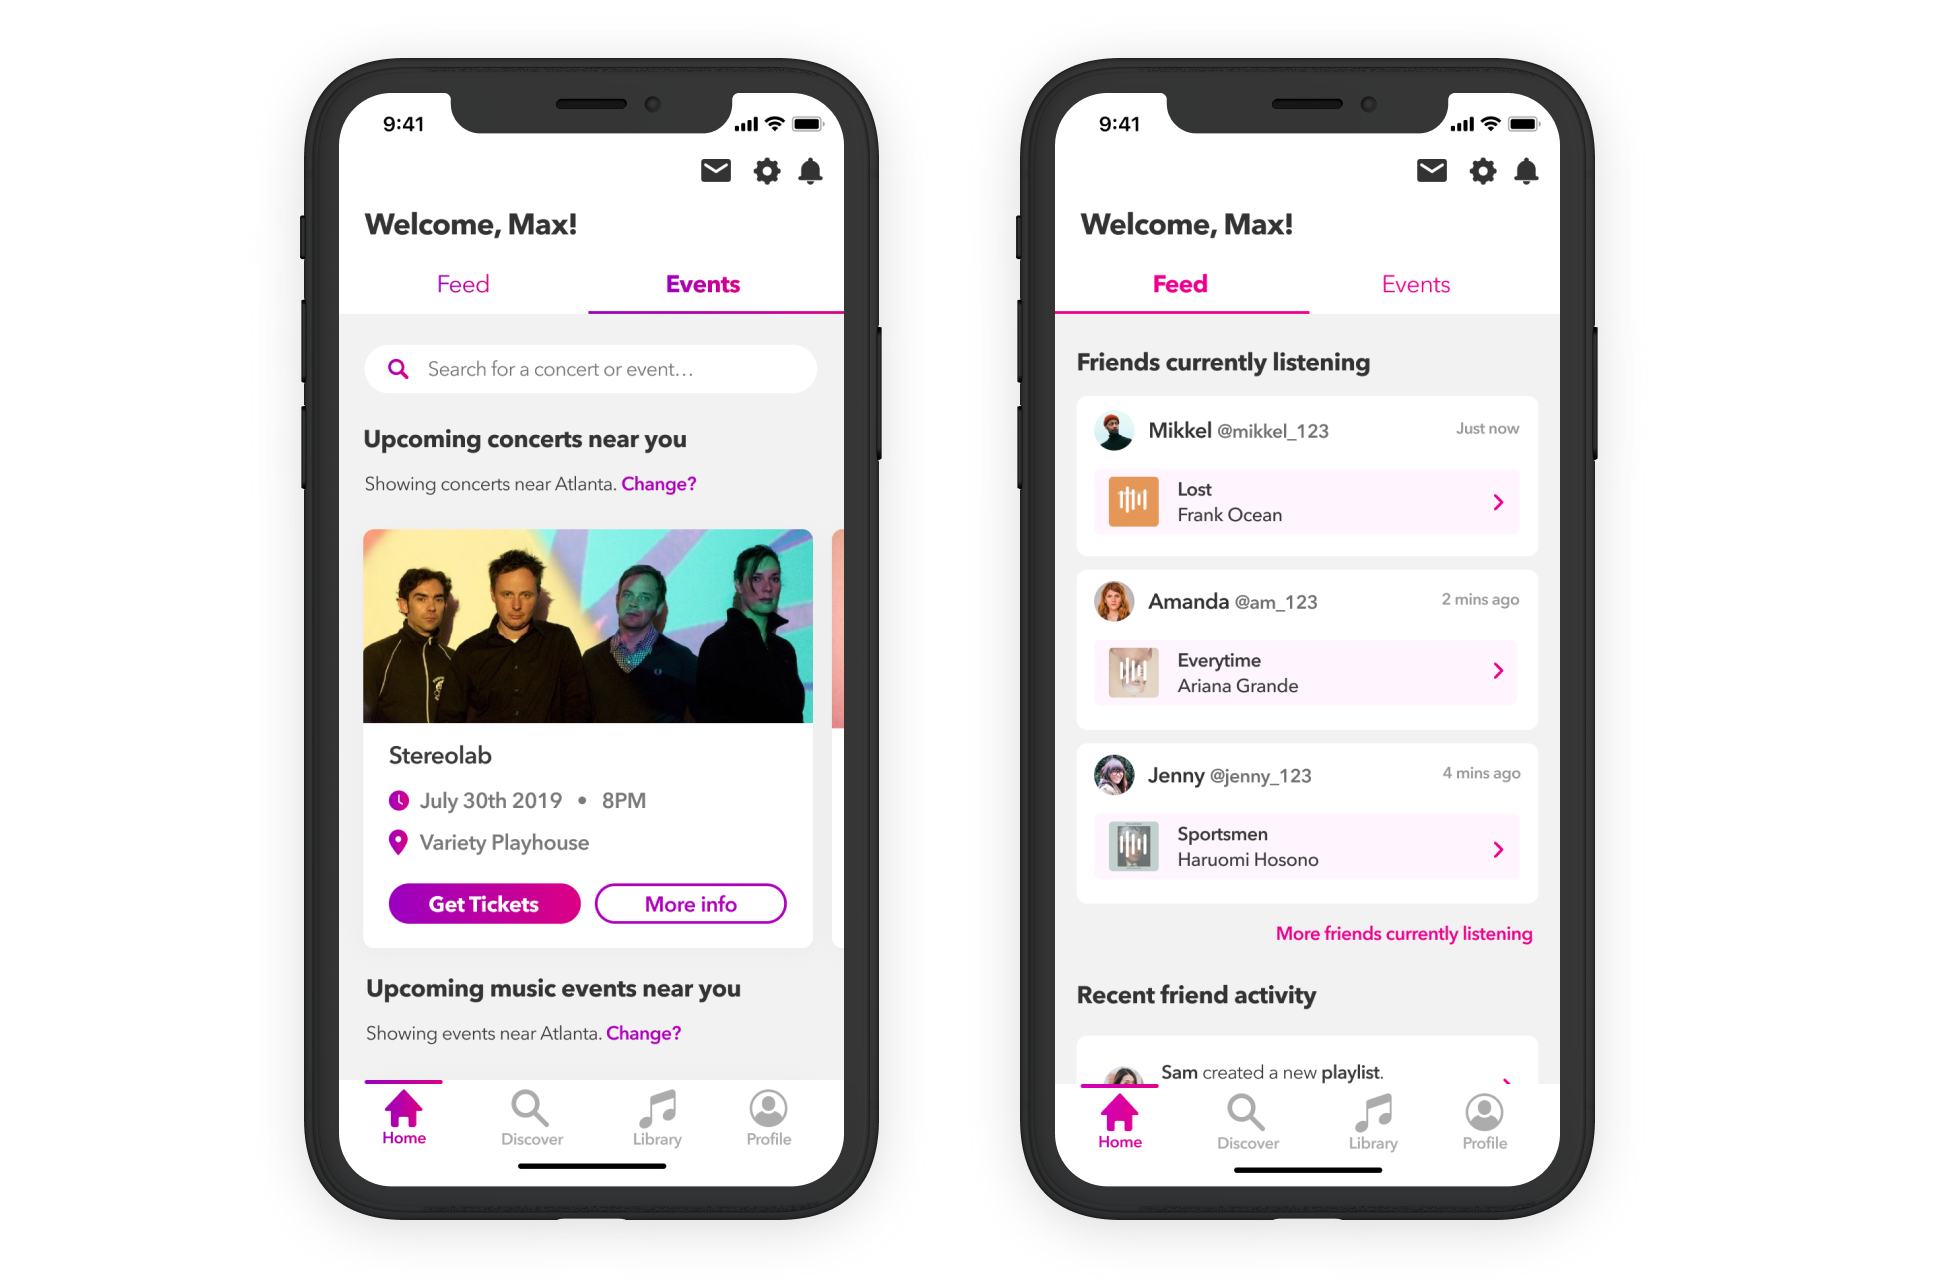 9:41
Welcome, Max!
Feed Events
Search for a concert or event...
Upcoming concerts near you
Showing concerts near Atlanta. Change?
Stereolab
July 30th 2019 • 8PM
Variety Playhouse
Get Tickets More info
Upcoming music events near you
Showing events near Atlanta. Change?
Home Discover Library Profile
9:41
Welcome, Max!
Feed Events
Friends currently listening
Mikkel @mikkel_123 Just now
Lost
Frank Ocean
Amanda @am_123 2 mins ago
Everytime
Ariana Grande
Jenny @jenny_123 4 mins ago
Sportsmen
Haruomi Hosono
More friends currently listening
Recent friend activity
Sam created a new playlist.
Home Discover Library Profile